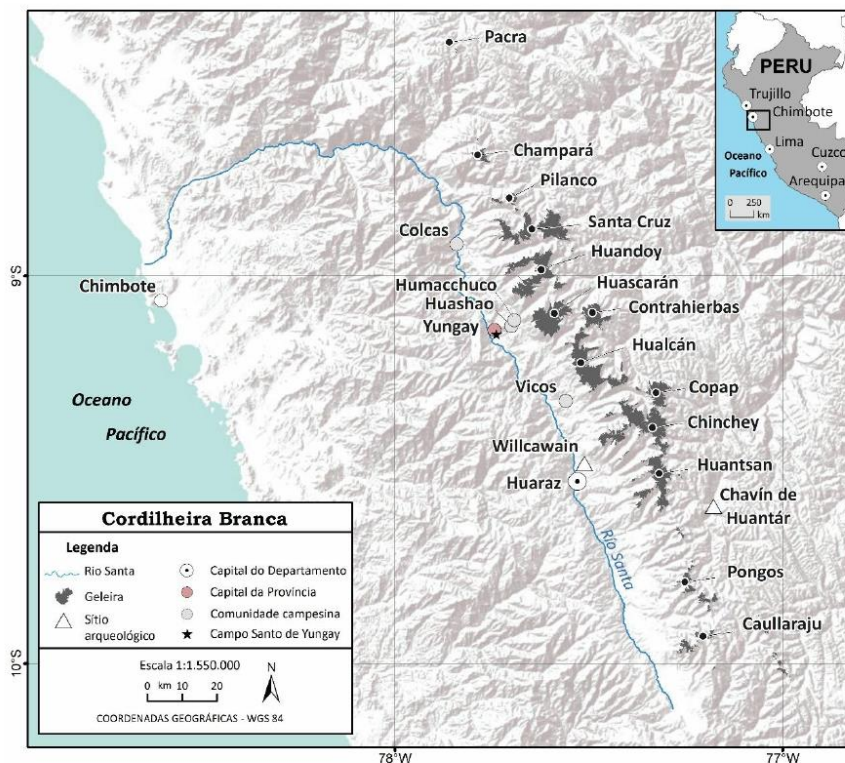 Pacra
PERU
Trujillo
Chimbote
Lima
Cuzco
Oceano
Pacífico
Arequipa
0 250
km
Champará
Pilanco
Colcas
Santa Cruz
Huandoy
9°S
Chimbote
Humacchuco
Huascarán
Huashao
Contrahierbas
Yungay
Hualcán
Oceano
Pacífico
Vicos
Copap
Chinchey
Willcawain
Huaraz
Huantsan
Chavín de
Huantár
Río Santa
Pongos
Caullaraju
10°S
Cordilheira Branca
Legenda
Rio Santa
Geleira
Sítio
arqueológico
Capital do Departamento
Capital da Província
Comunidade campesina
Campo Santo de Yungay
Escala 1:1.550.000
0 km 10 20
N
COORDENADAS GEOGRÁFICAS - WGS 84
78°W
77°W